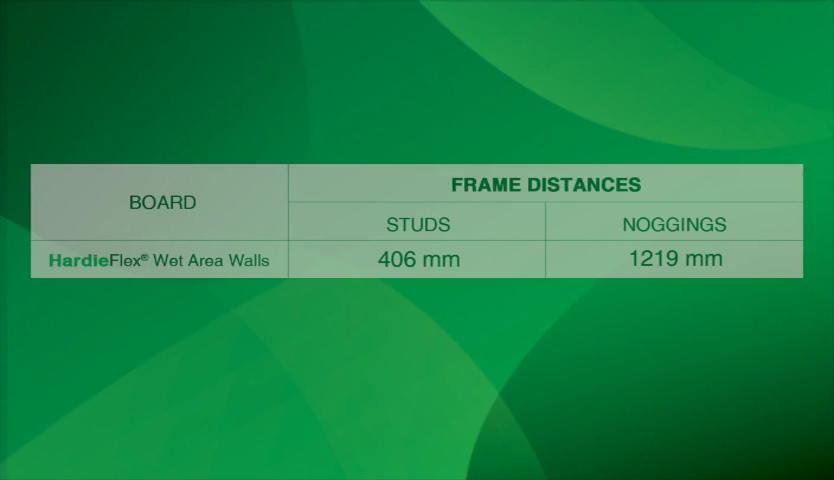 BOARD
FRAME DISTANCES
STUDS
NOGGINGS
HardieFlex® Wet Area Walls
406 mm
1219 mm